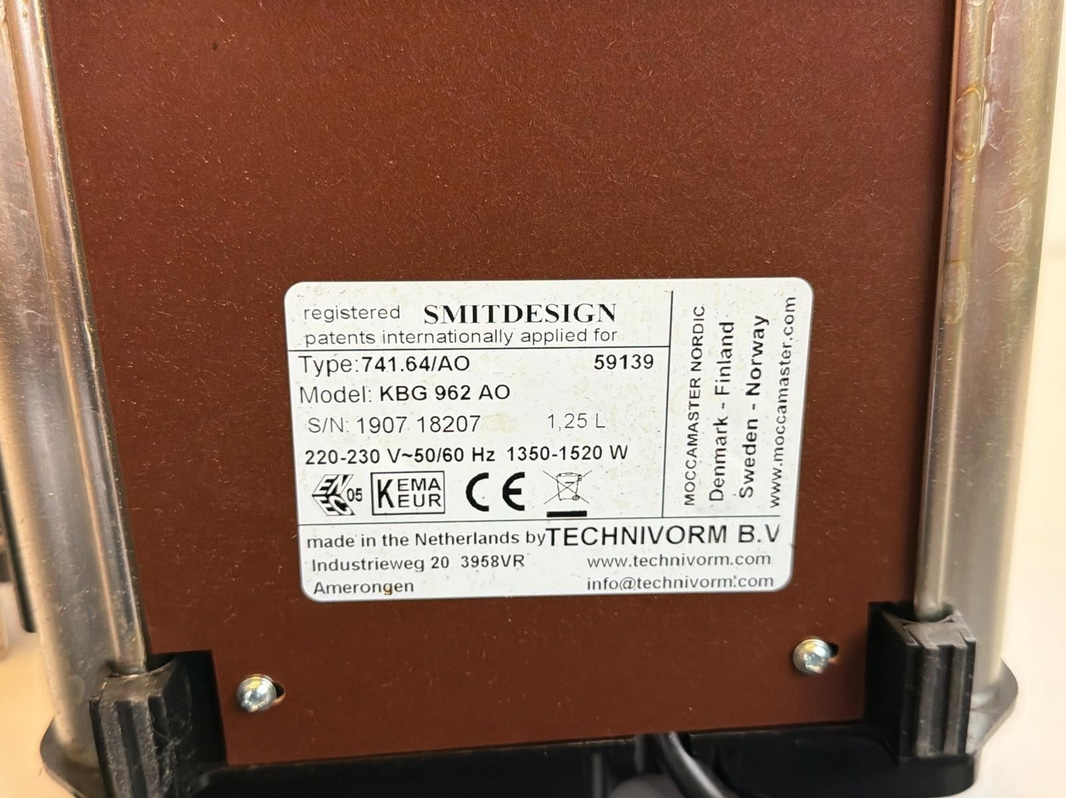 registered SMITDESIGN
patents internationally applied for
Type:741.64/AO 59139
Model: KBG 962 AO
S/N: 1907 18207 1,25 L
220-230 V~50/60 Hz 1350-1520 W
05 KEMA KEUR CE
MOCCAMASTER NORDIC
Denmark - Finland
Sweden - Norway
www.moccamaster.com
made in the Netherlands by TECHNIVORM B.V
Industrieweg 20 3958VR www.technivorm.com
Amerongen info@technivorm.com